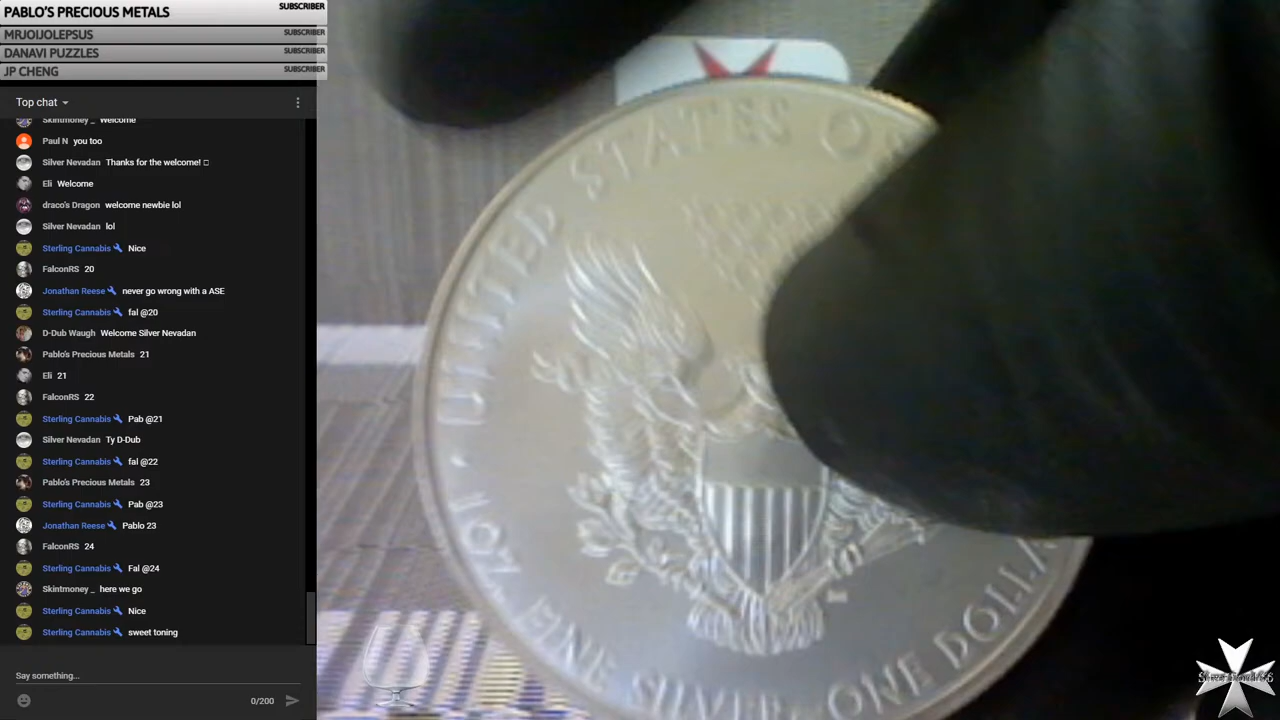 PABLO'S PRECIOUS METALS SUBSCRIBER
MRJOIJOLEPSUS SUBSCRIBER
DANAVI PUZZLES SUBSCRIBER
JP CHENG SUBSCRIBER
Top chat
Skintmoney _ Welcome
Paul N you too
Silver Nevadan Thanks for the welcome! □
Eli Welcome
draco's Dragon welcome newbie lol
Silver Nevadan lol
Sterling Cannabis Nice
FalconRS 20
Jonathan Reese never go wrong with a ASE
Sterling Cannabis fal @20
D-Dub Waugh Welcome Silver Nevadan
Pablo's Precious Metals 21
Eli 21
FalconRS 22
Sterling Cannabis Pab @21
Silver Nevadan Ty D-Dub
Sterling Cannabis fal @22
Pablo's Precious Metals 23
Sterling Cannabis Pab @23
Jonathan Reese Pablo 23
FalconRS 24
Sterling Cannabis Fal @24
Skintmoney _ here we go
Sterling Cannabis Nice
Sterling Cannabis sweet toning
Say something...
0/200
UNITED STATES O
1 OZ. FINE SILVER~ONE DOLLA